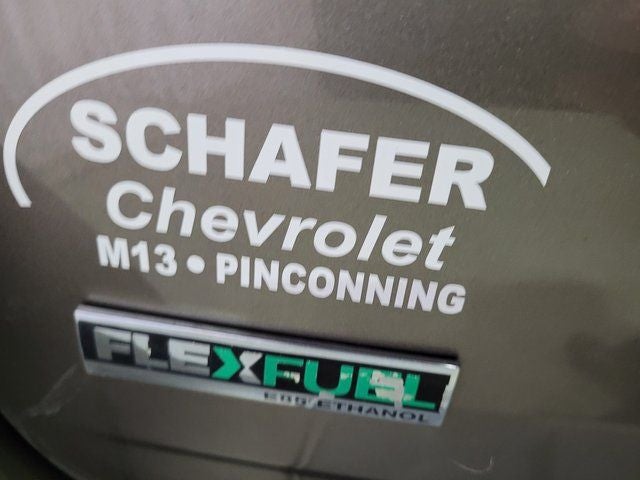 SCHAFER
Chevrolet
M13 • PINCONNING
FLEXFUEL
E85/ETHANOL